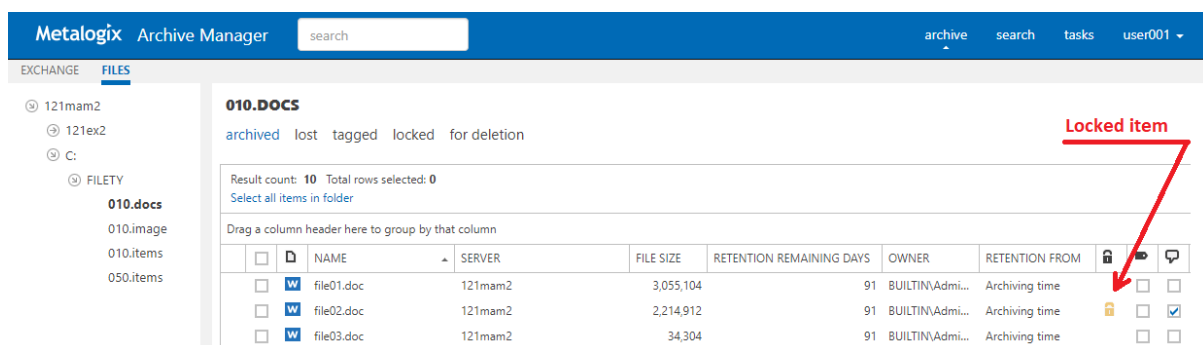 Metalogix Archive Manager search archive search tasks user001
EXCHANGE FILES
121mam2
121ex2
C:
FILETY
010.docs
010.image
010.items
050.items
010.DOCS
archived lost tagged locked for deletion
Locked item
Result count: 10 Total rows selected: 0
Select all items in folder
Drag a column header here to group by that column
NAME SERVER FILE SIZE RETENTION REMAINING DAYS OWNER RETENTION FROM
file01.doc 121mam2 3,055,104 91 BUILTIN\Admi... Archiving time
file02.doc 121mam2 2,214,912 91 BUILTIN\Admi... Archiving time
file03.doc 121mam2 34,304 91 BUILTIN\Admi... Archiving time